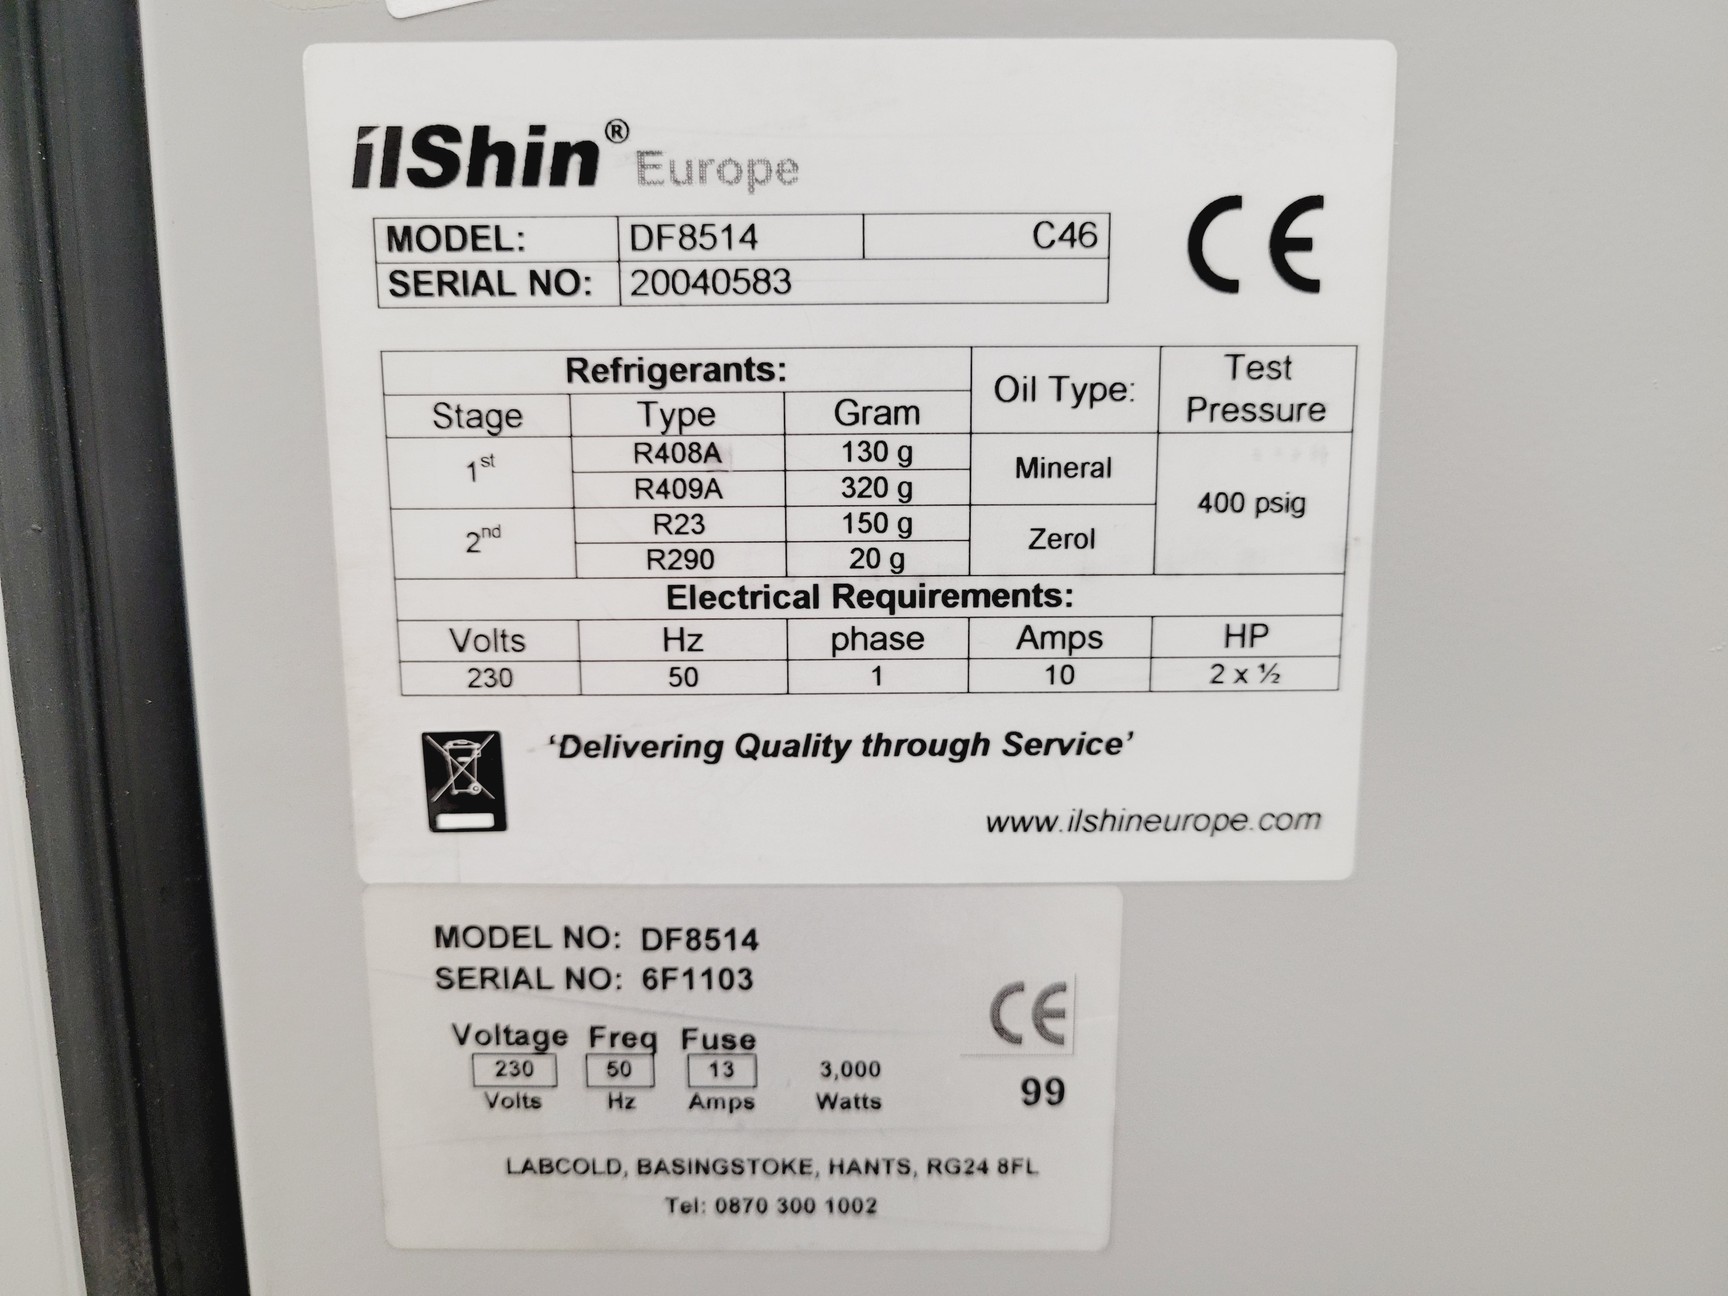 ilShin® Europe
MODEL: DF8514 C46
SERIAL NO: 20040583
CE
Refrigerants: Oil Type: Test Pressure
Stage Type Gram
1st R408A 130 g Mineral 400 psig
R409A 320 g
2nd R23 150 g Zerol
R290 20 g
Electrical Requirements:
Volts Hz phase Amps HP
230 50 1 10 2 x ½
‘Delivering Quality through Service’
www.ilshineurope.com
MODEL NO: DF8514
SERIAL NO: 6F1103
CE
Voltage Freq Fuse
230 50 13 3,000
Volts Hz Amps Watts
99
LABCOLD, BASINGSTOKE, HANTS, RG24 8FL
Tel: 0870 300 1002